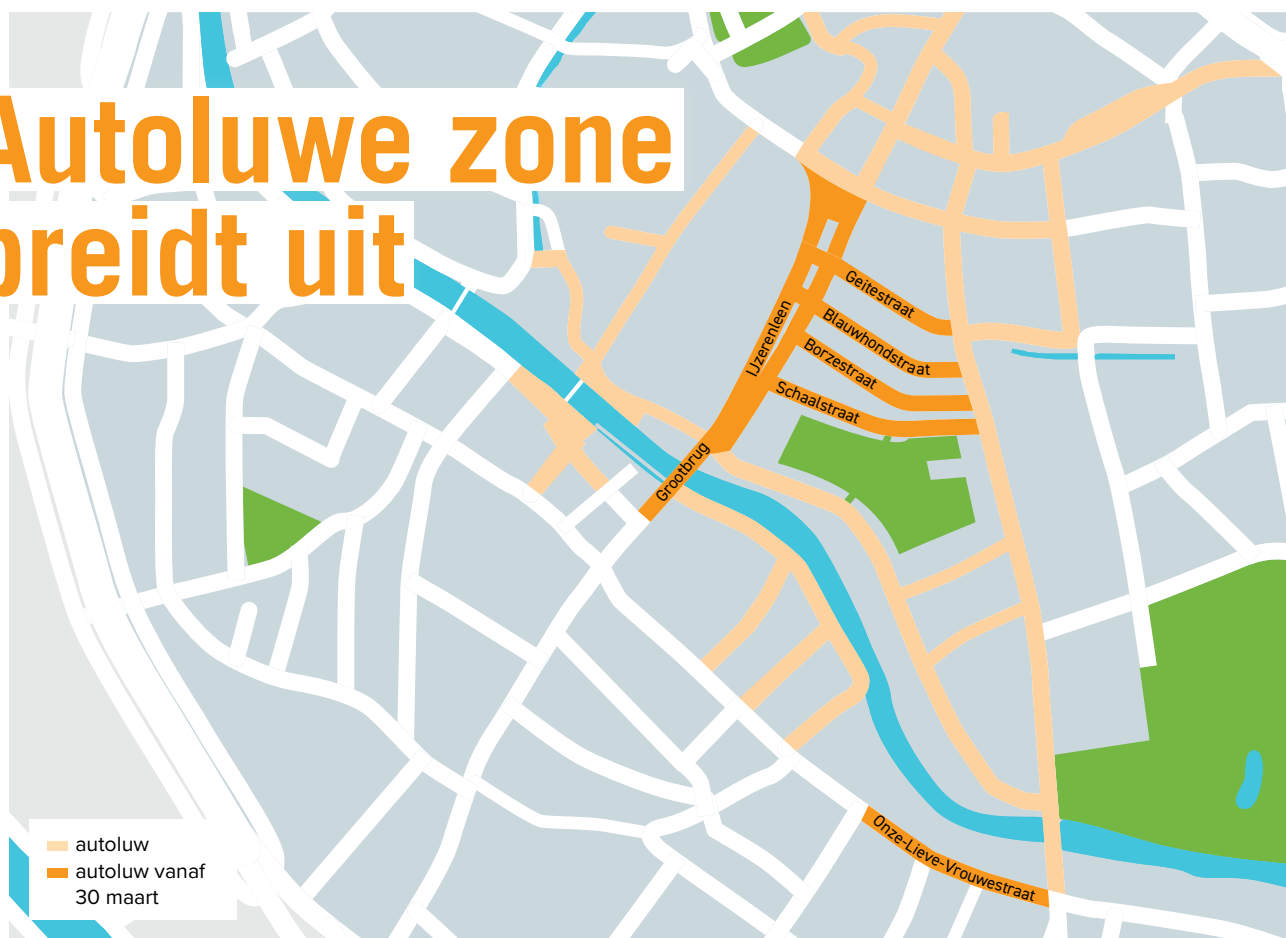 Autoluwe zone
breidt uit
Geitestraat
Blauwhondstraat
IJzerenleen
Borzestraat
Schaalstraat
Grootbrug
Onze-Lieve-Vrouwestraat
autoluw
autoluw vanaf
30 maart